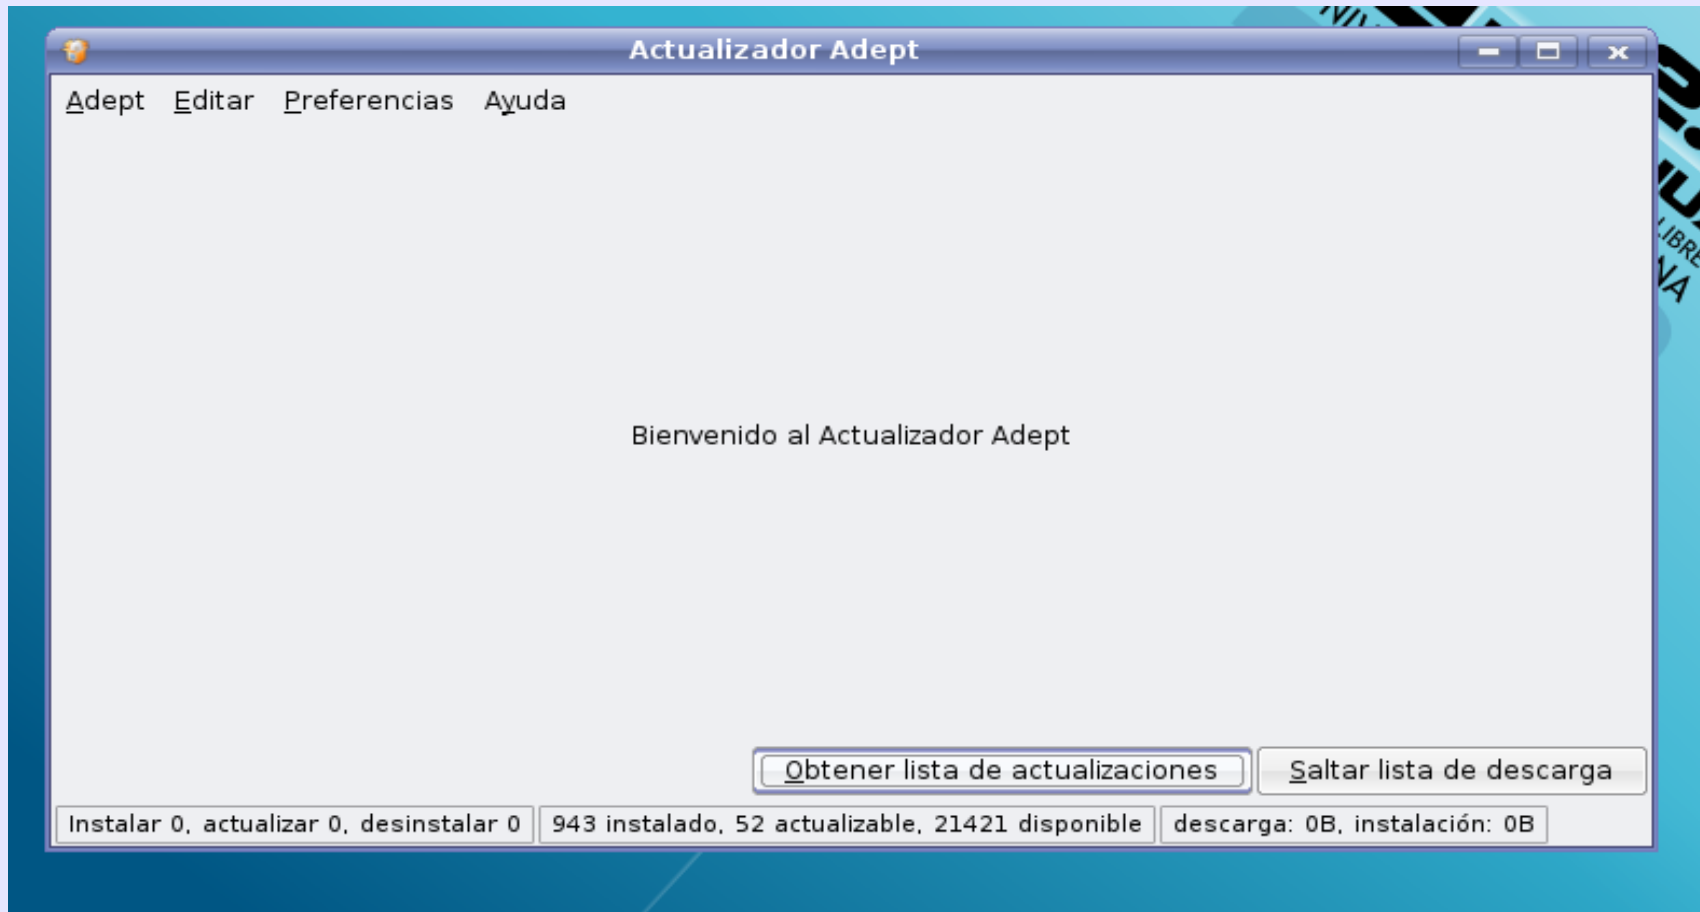 Actualizador Adept
Adept Editar Preferencias Ayuda
Bienvenido al Actualizador Adept
Obtener lista de actualizaciones Saltar lista de descarga
Instalar 0, actualizar 0, desinstalar 0 943 instalado, 52 actualizable, 21421 disponible descarga: 0B, instalación: 0B